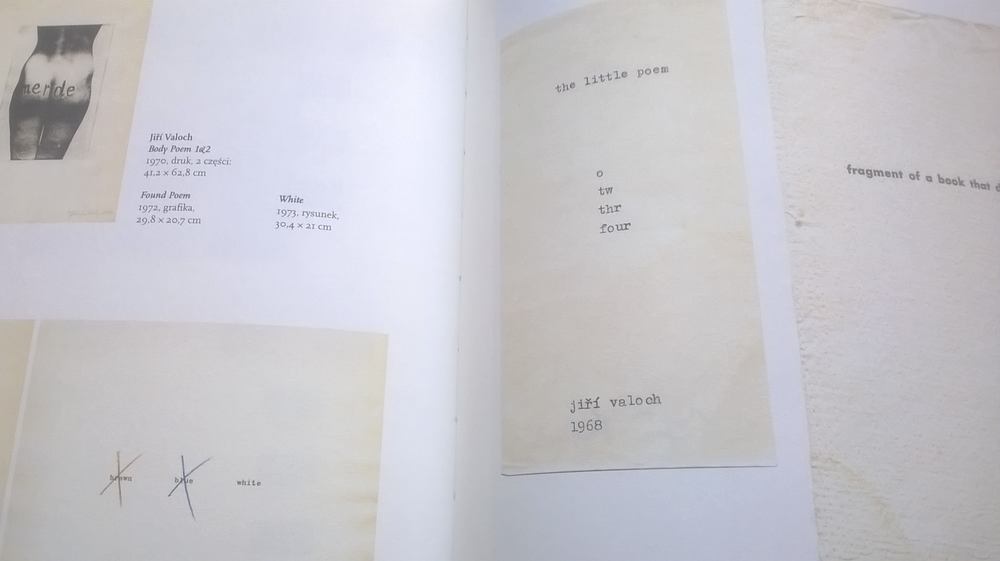 merde
Jiří Valoch
Body Poem 1&2
1970, druk, 2 części:
41,2 × 62,8 cm
Found Poem
1972, grafika,
29,8 × 20,7 cm
White
1973, rysunek,
30,4 × 21 cm
brown blue white
the little poem
o
tw
thr
four
jiří valoch
1968
fragment of a book that